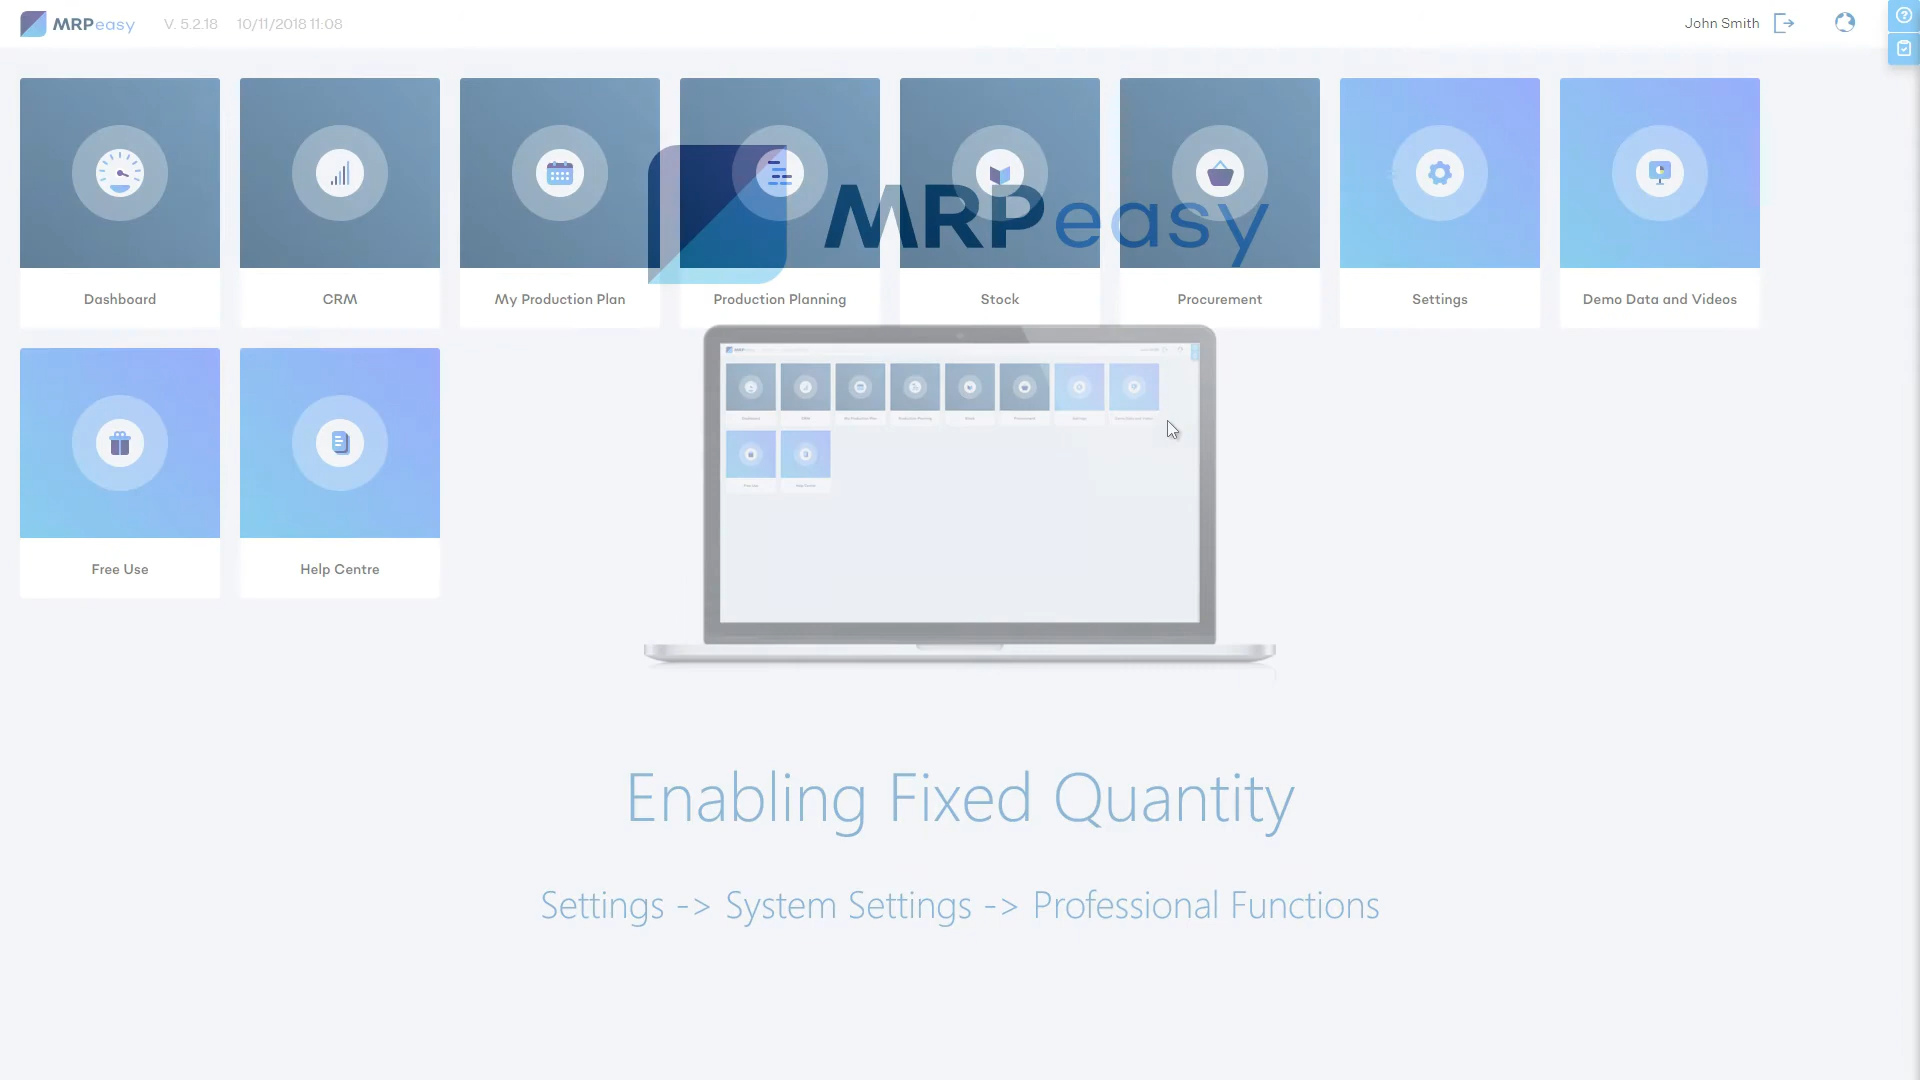 MRPeasy V. 5.2.18 10/11/2018 11:08 John Smith
MRPeasy
Dashboard CRM My Production Plan Production Planning Stock Procurement Settings Demo Data and Videos
Free Use Help Centre
Enabling Fixed Quantity
Settings -> System Settings -> Professional Functions